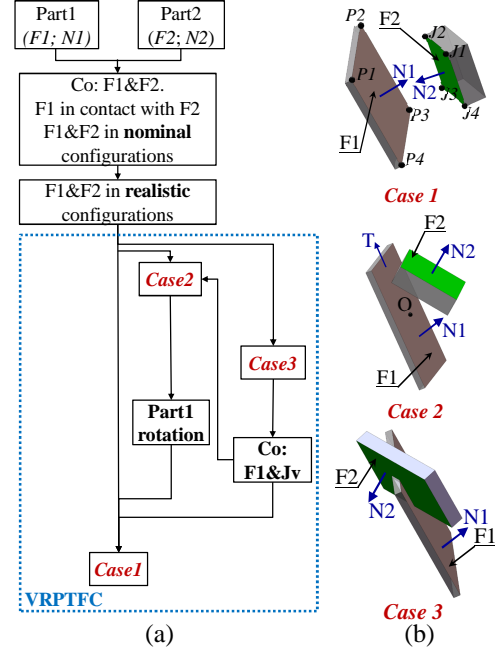 Part1
(F1; N1)
Part2
(F2; N2)
Co: F1&F2.
F1 in contact with F2
F1&F2 in nominal
configurations
F1&F2 in realistic
configurations
Case2
Case3
Part1
rotation
Co:
F1&Jv
Case1
VRPTFC
(a)
P2
F2
J2
J1
P1
N1
N2
J3
J4
P3
F1
P4
Case 1
T
F2
N2
O
N1
F1
Case 2
F2
N2
N1
F1
Case 3
(b)